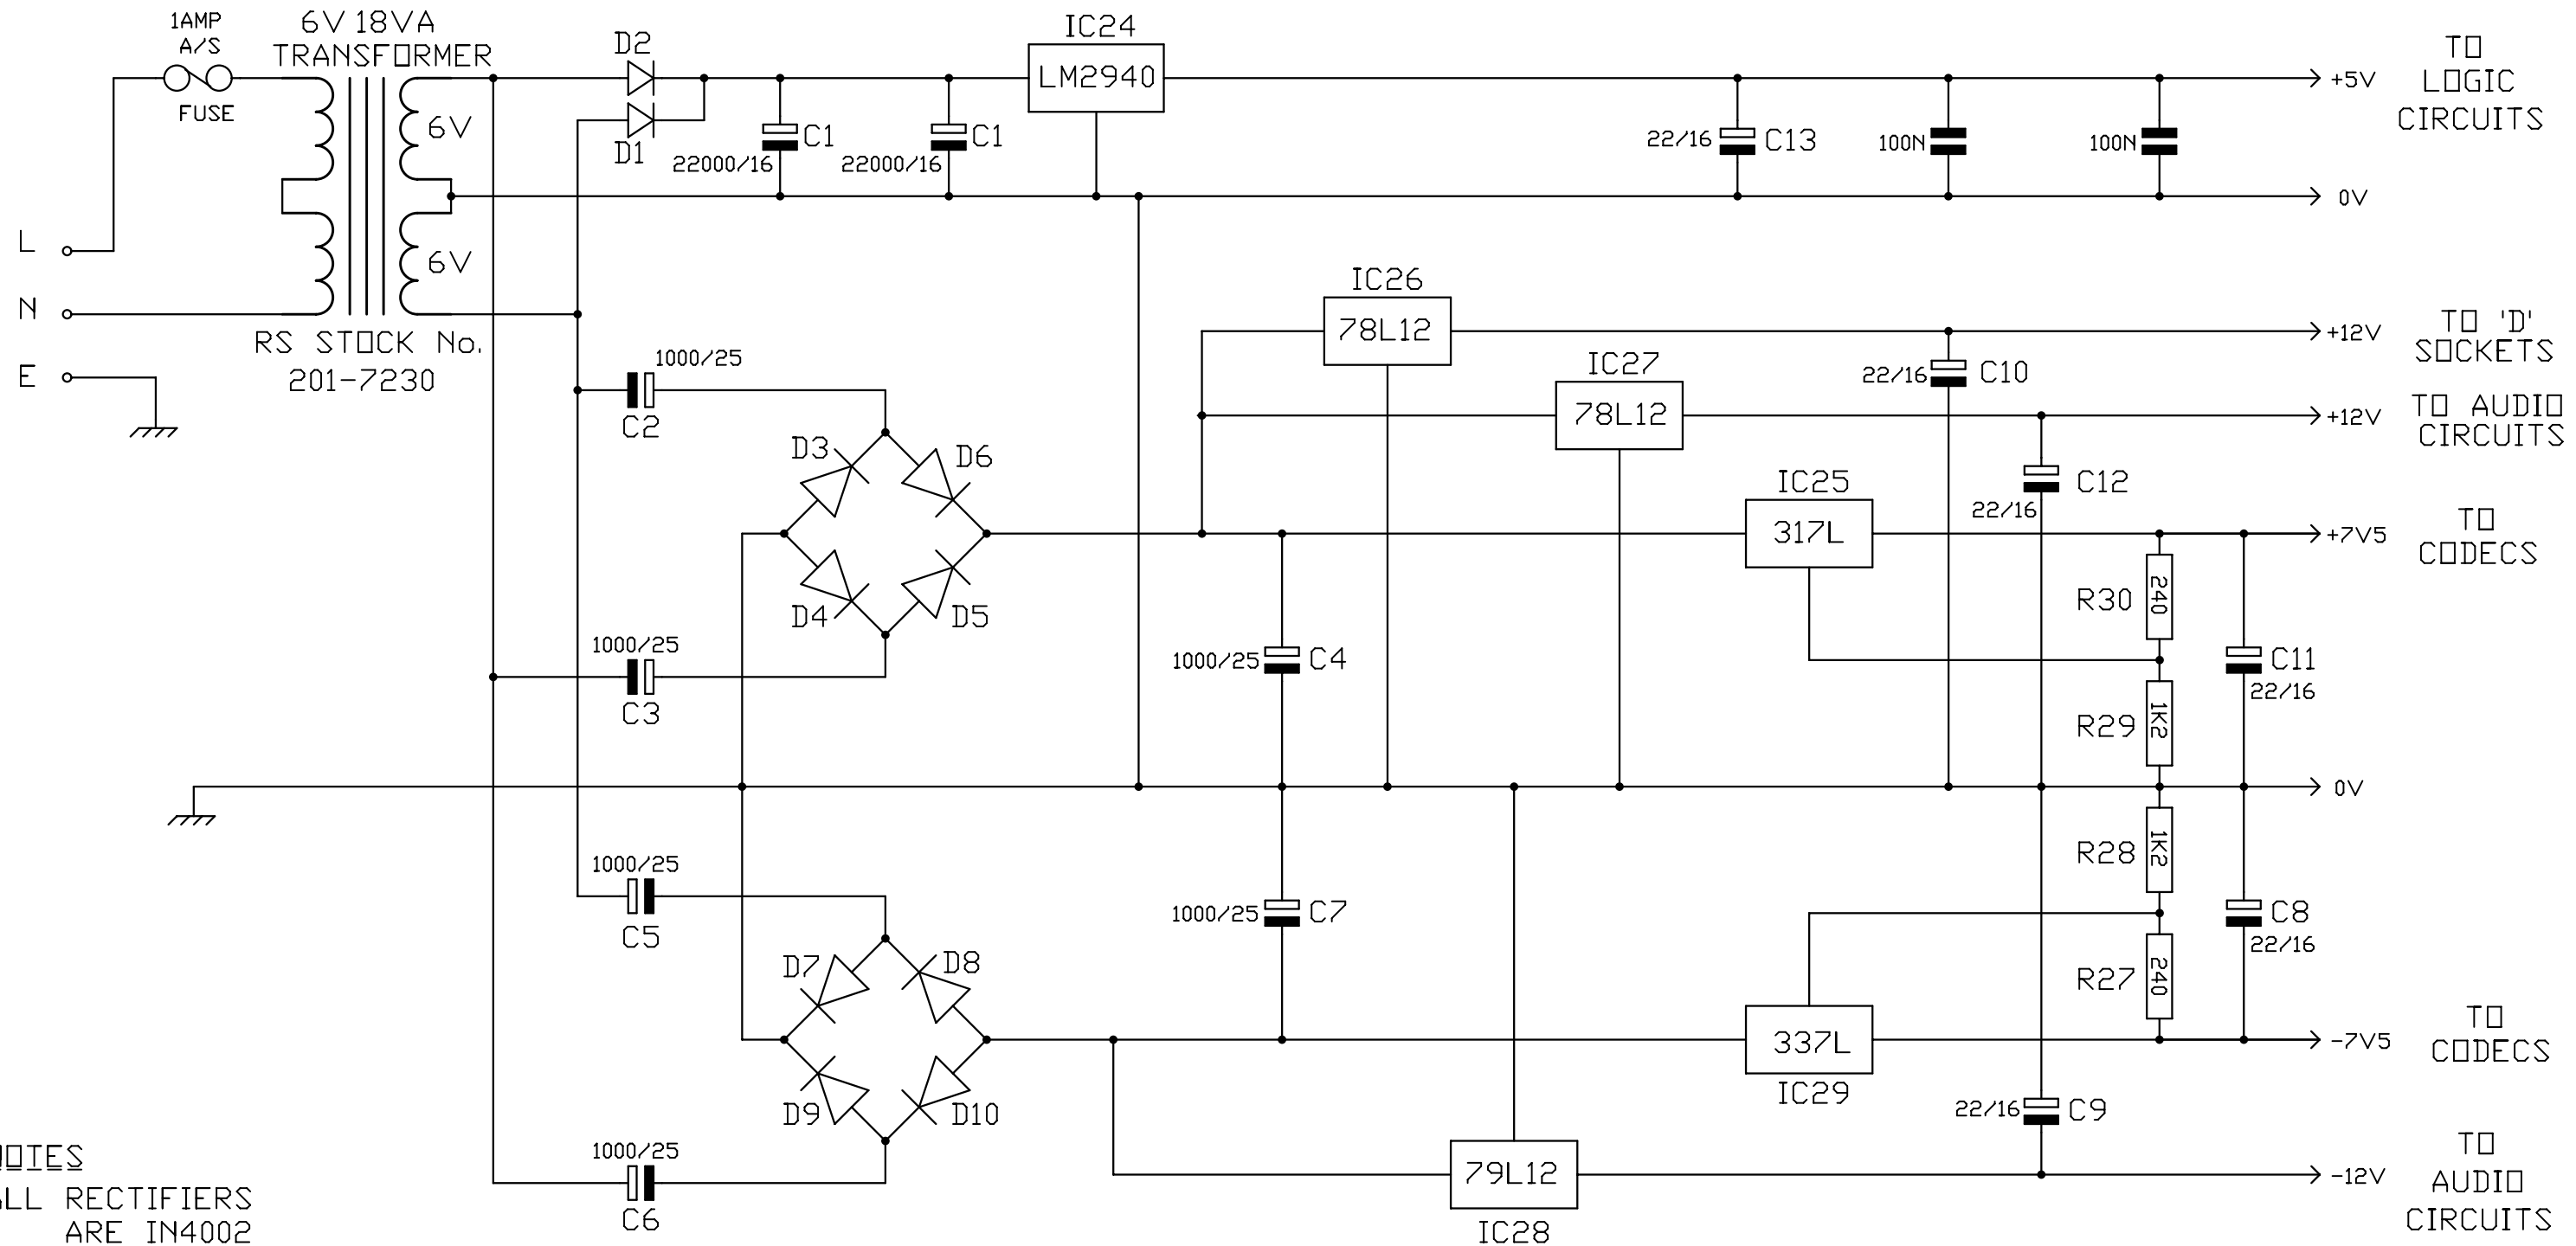 1AMP
A/S
FUSE
6V 18VA
TRANSFORMER
6V
6V
RS STOCK No.
201-7230
L
N
E
D2
D1
C1
22000/16
C1
22000/16
IC24
LM2940
22/16
C13
100N
100N
+5V
TO
LOGIC
CIRCUITS
0V
IC26
78L12
+12V
TO 'D'
SOCKETS
22/16
C10
IC27
78L12
+12V
TO AUDIO
CIRCUITS
C12
22/16
1000/25
C2
D3
D6
D4
D5
1000/25
C3
IC25
317L
+7V5
TO
CODECS
R30
240
1000/25
C4
C11
22/16
R29
1K2
0V
R28
1K2
1000/25
C5
1000/25
C7
C8
22/16
D7
D8
D9
D10
R27
240
337L
IC29
-7V5
TO
CODECS
22/16
C9
1000/25
C6
79L12
IC28
-12V
TO
AUDIO
CIRCUITS
OTES
LL RECTIFIERS
ARE IN4002